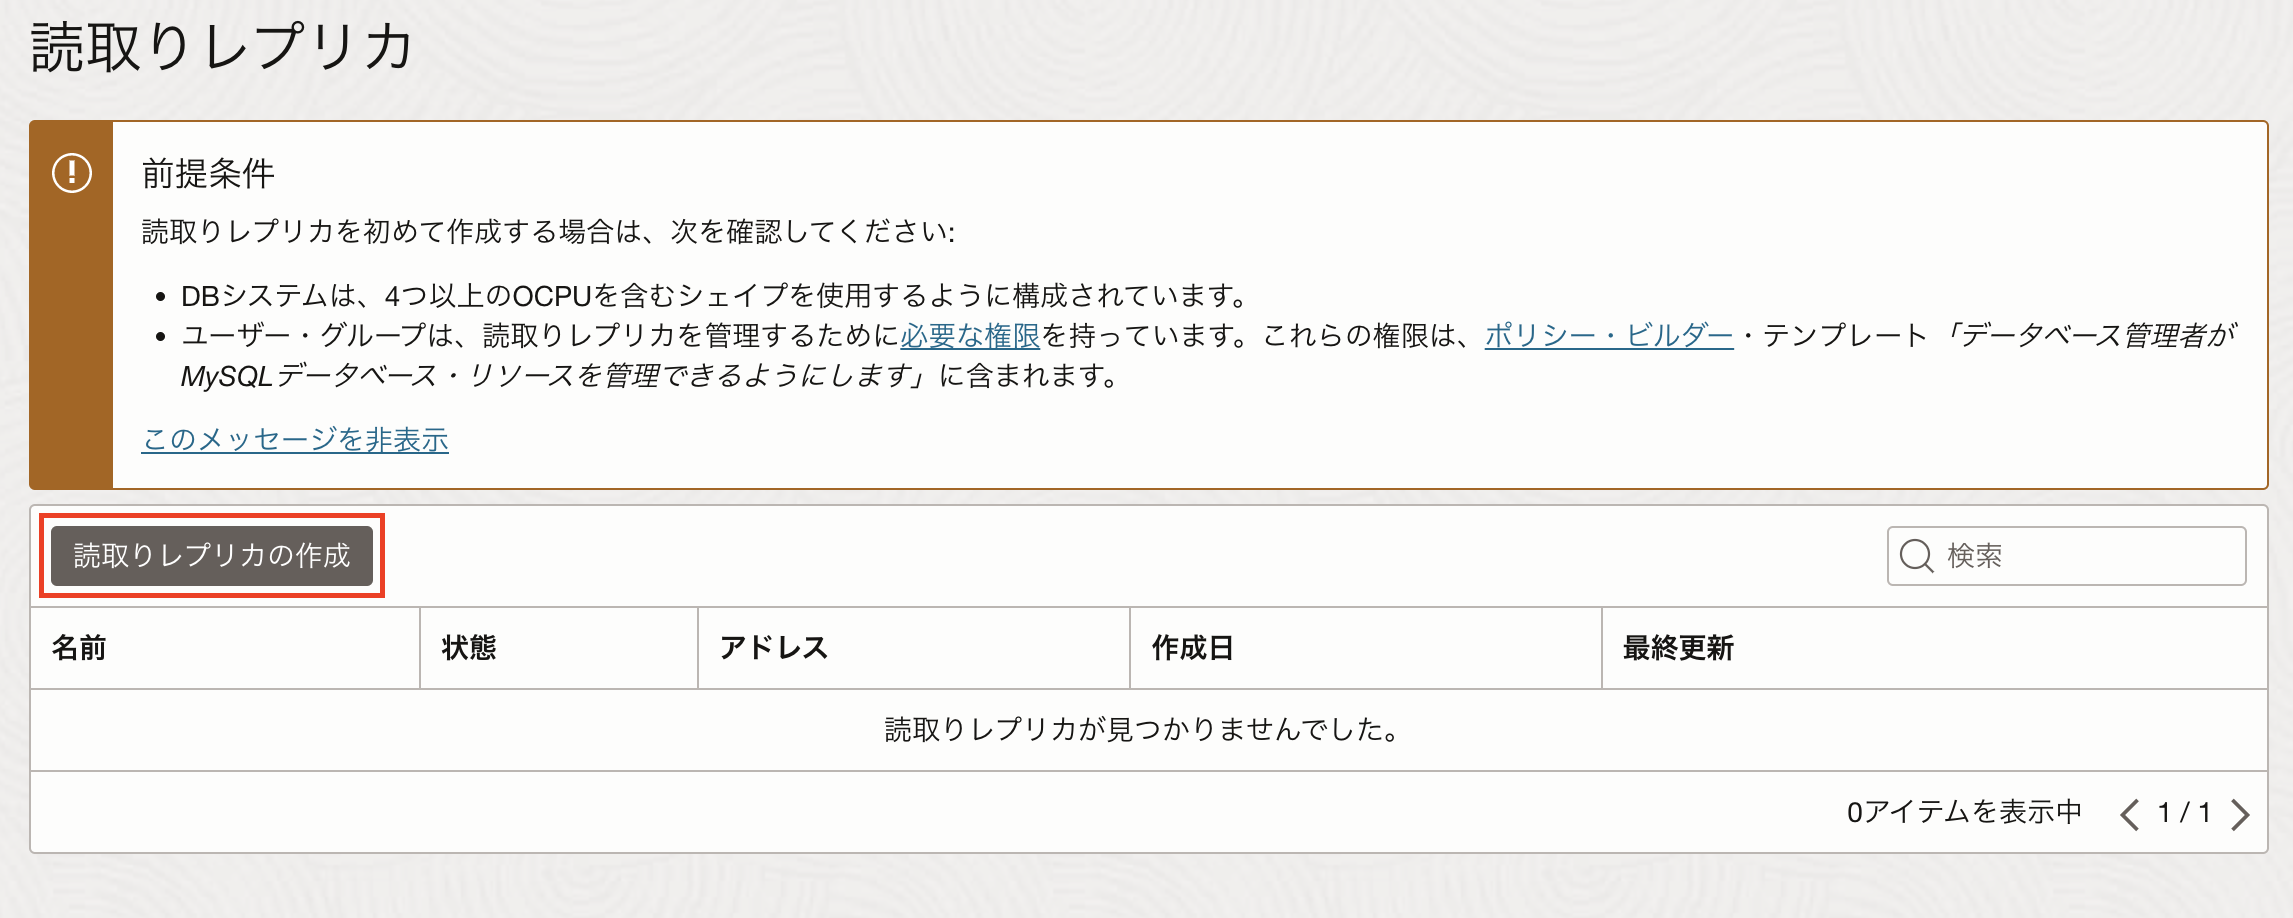 読取りレプリカ
前提条件
読取りレプリカを初めて作成する場合は、次を確認してください:
• DBシステムは、4つ以上のOCPUを含むシェイプを使用するように構成されています。
• ユーザー・グループは、読取りレプリカを管理するために必要な権限を持っています。これらの権限は、ポリシー・ビルダー・テンプレート「データベース管理者が
MySQLデータベース・リソースを管理できるようにします」に含まれます。
このメッセージを非表示
読取りレプリカの作成
検索
名前 状態 アドレス 作成日 最終更新
読取りレプリカが見つかりませんでした。
0アイテムを表示中 1 / 1